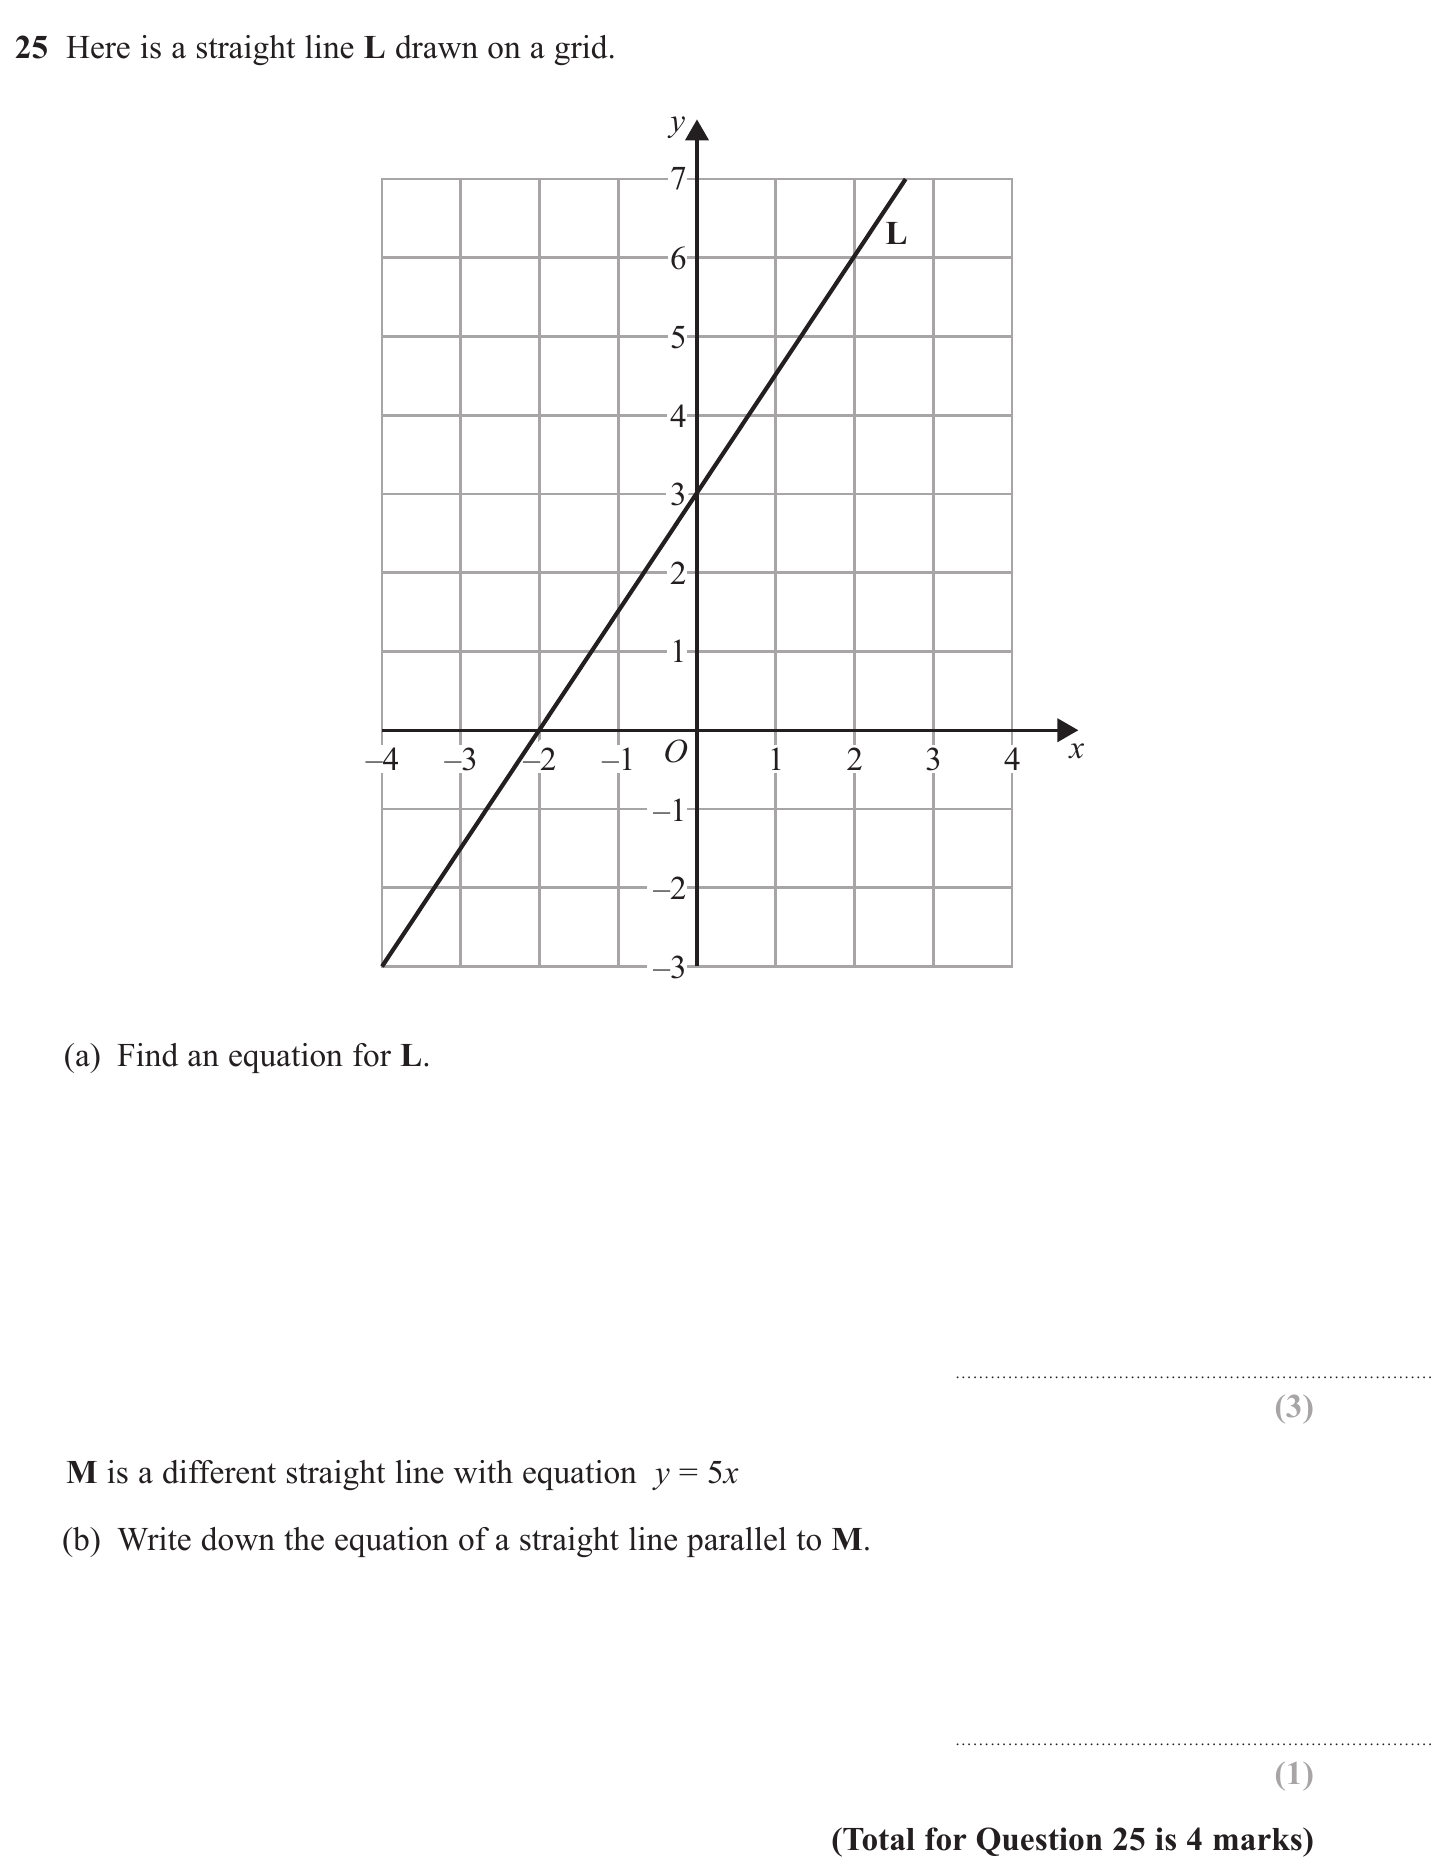 25 Here is a straight line L drawn on a grid.
y
7
L
6
5
4
3
2
1
–4 –3 –2 –1 O 1 2 3 4 x
–1
–2
–3
(a) Find an equation for L.
(3)
M is a different straight line with equation y = 5x
(b) Write down the equation of a straight line parallel to M.
(1)
(Total for Question 25 is 4 marks)